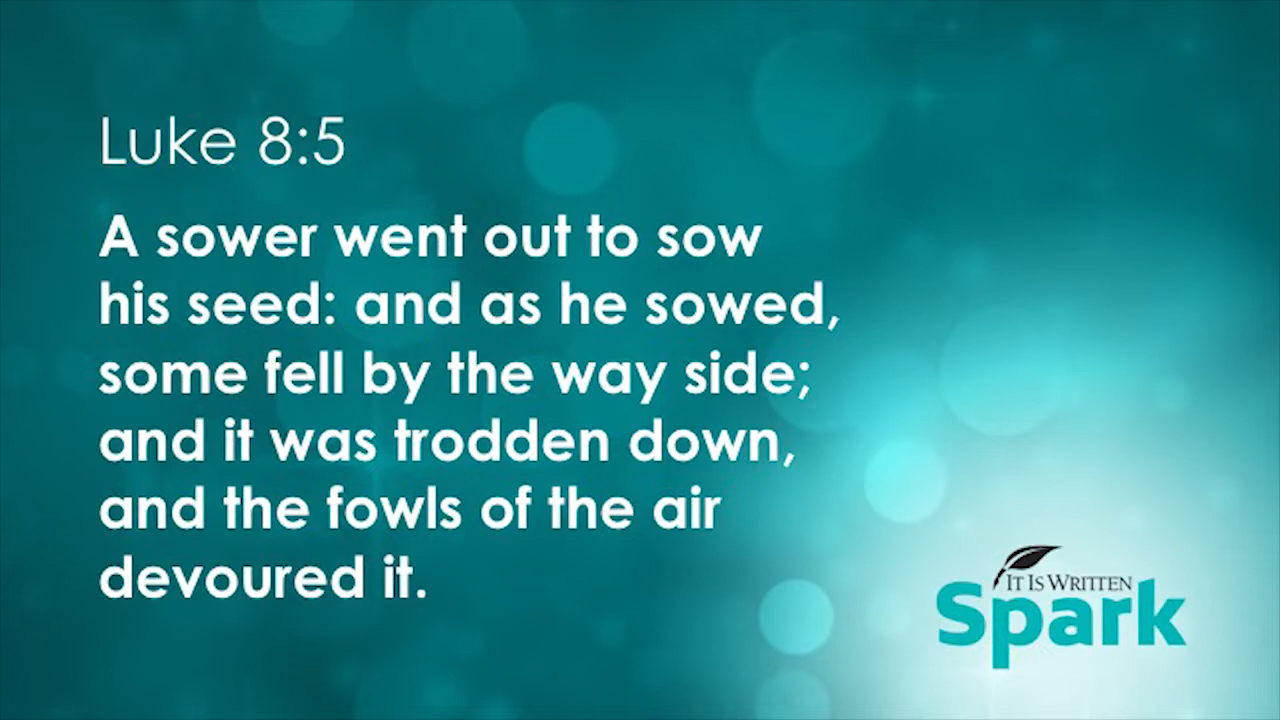 Luke 8:5
A sower went out to sow
his seed: and as he sowed,
some fell by the way side;
and it was trodden down,
and the fowls of the air
devoured it.
IT IS WRITTEN
Spark